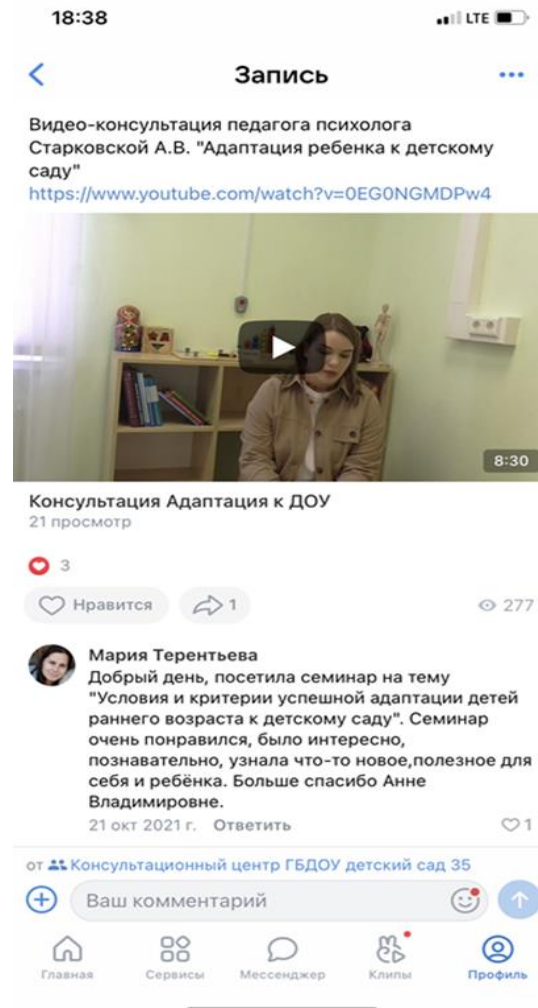 18:38
LTE
Запись
Видео-консультация педагога психолога
Старковской А.В. "Адаптация ребенка к детскому
саду"
https://www.youtube.com/watch?v=0EG0NGMDPw4
8:30
Консультация Адаптация к ДОУ
21 просмотр
3
Нравится
1
277
Мария Терентьева
Добрый день, посетила семинар на тему
"Условия и критерии успешной адаптации детей
раннего возраста к детскому саду". Семинар
очень понравился, было интересно,
познавательно, узнала что-то новое,полезное для
себя и ребёнка. Больше спасибо Анне
Владимировне.
21 окт 2021 г. Ответить
1
от Консультационный центр ГБДОУ детский сад 35
Ваш комментарий
Главная Сервисы Мессенджер Клипы Профиль